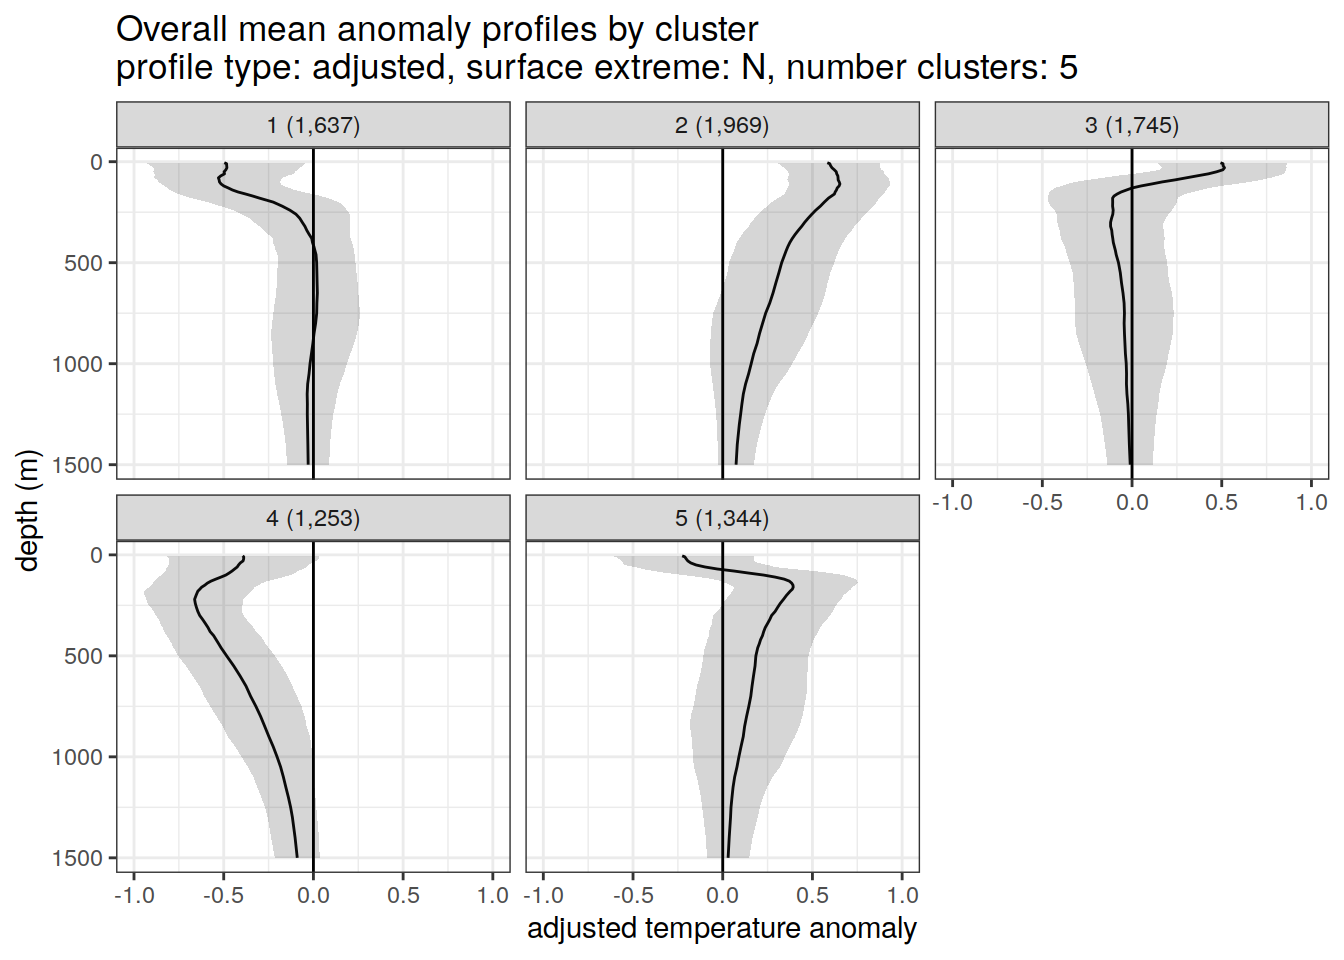 Overall mean anomaly profiles by cluster
profile type: adjusted, surface extreme: N, number clusters: 5
1 (1,637)
2 (1,969)
3 (1,745)
0
500
1000
1500
-1.0 -0.5 0.0 0.5 1.0
4 (1,253)
5 (1,344)
0
500
1000
1500
-1.0 -0.5 0.0 0.5 1.0
-1.0 -0.5 0.0 0.5 1.0
adjusted temperature anomaly
depth (m)